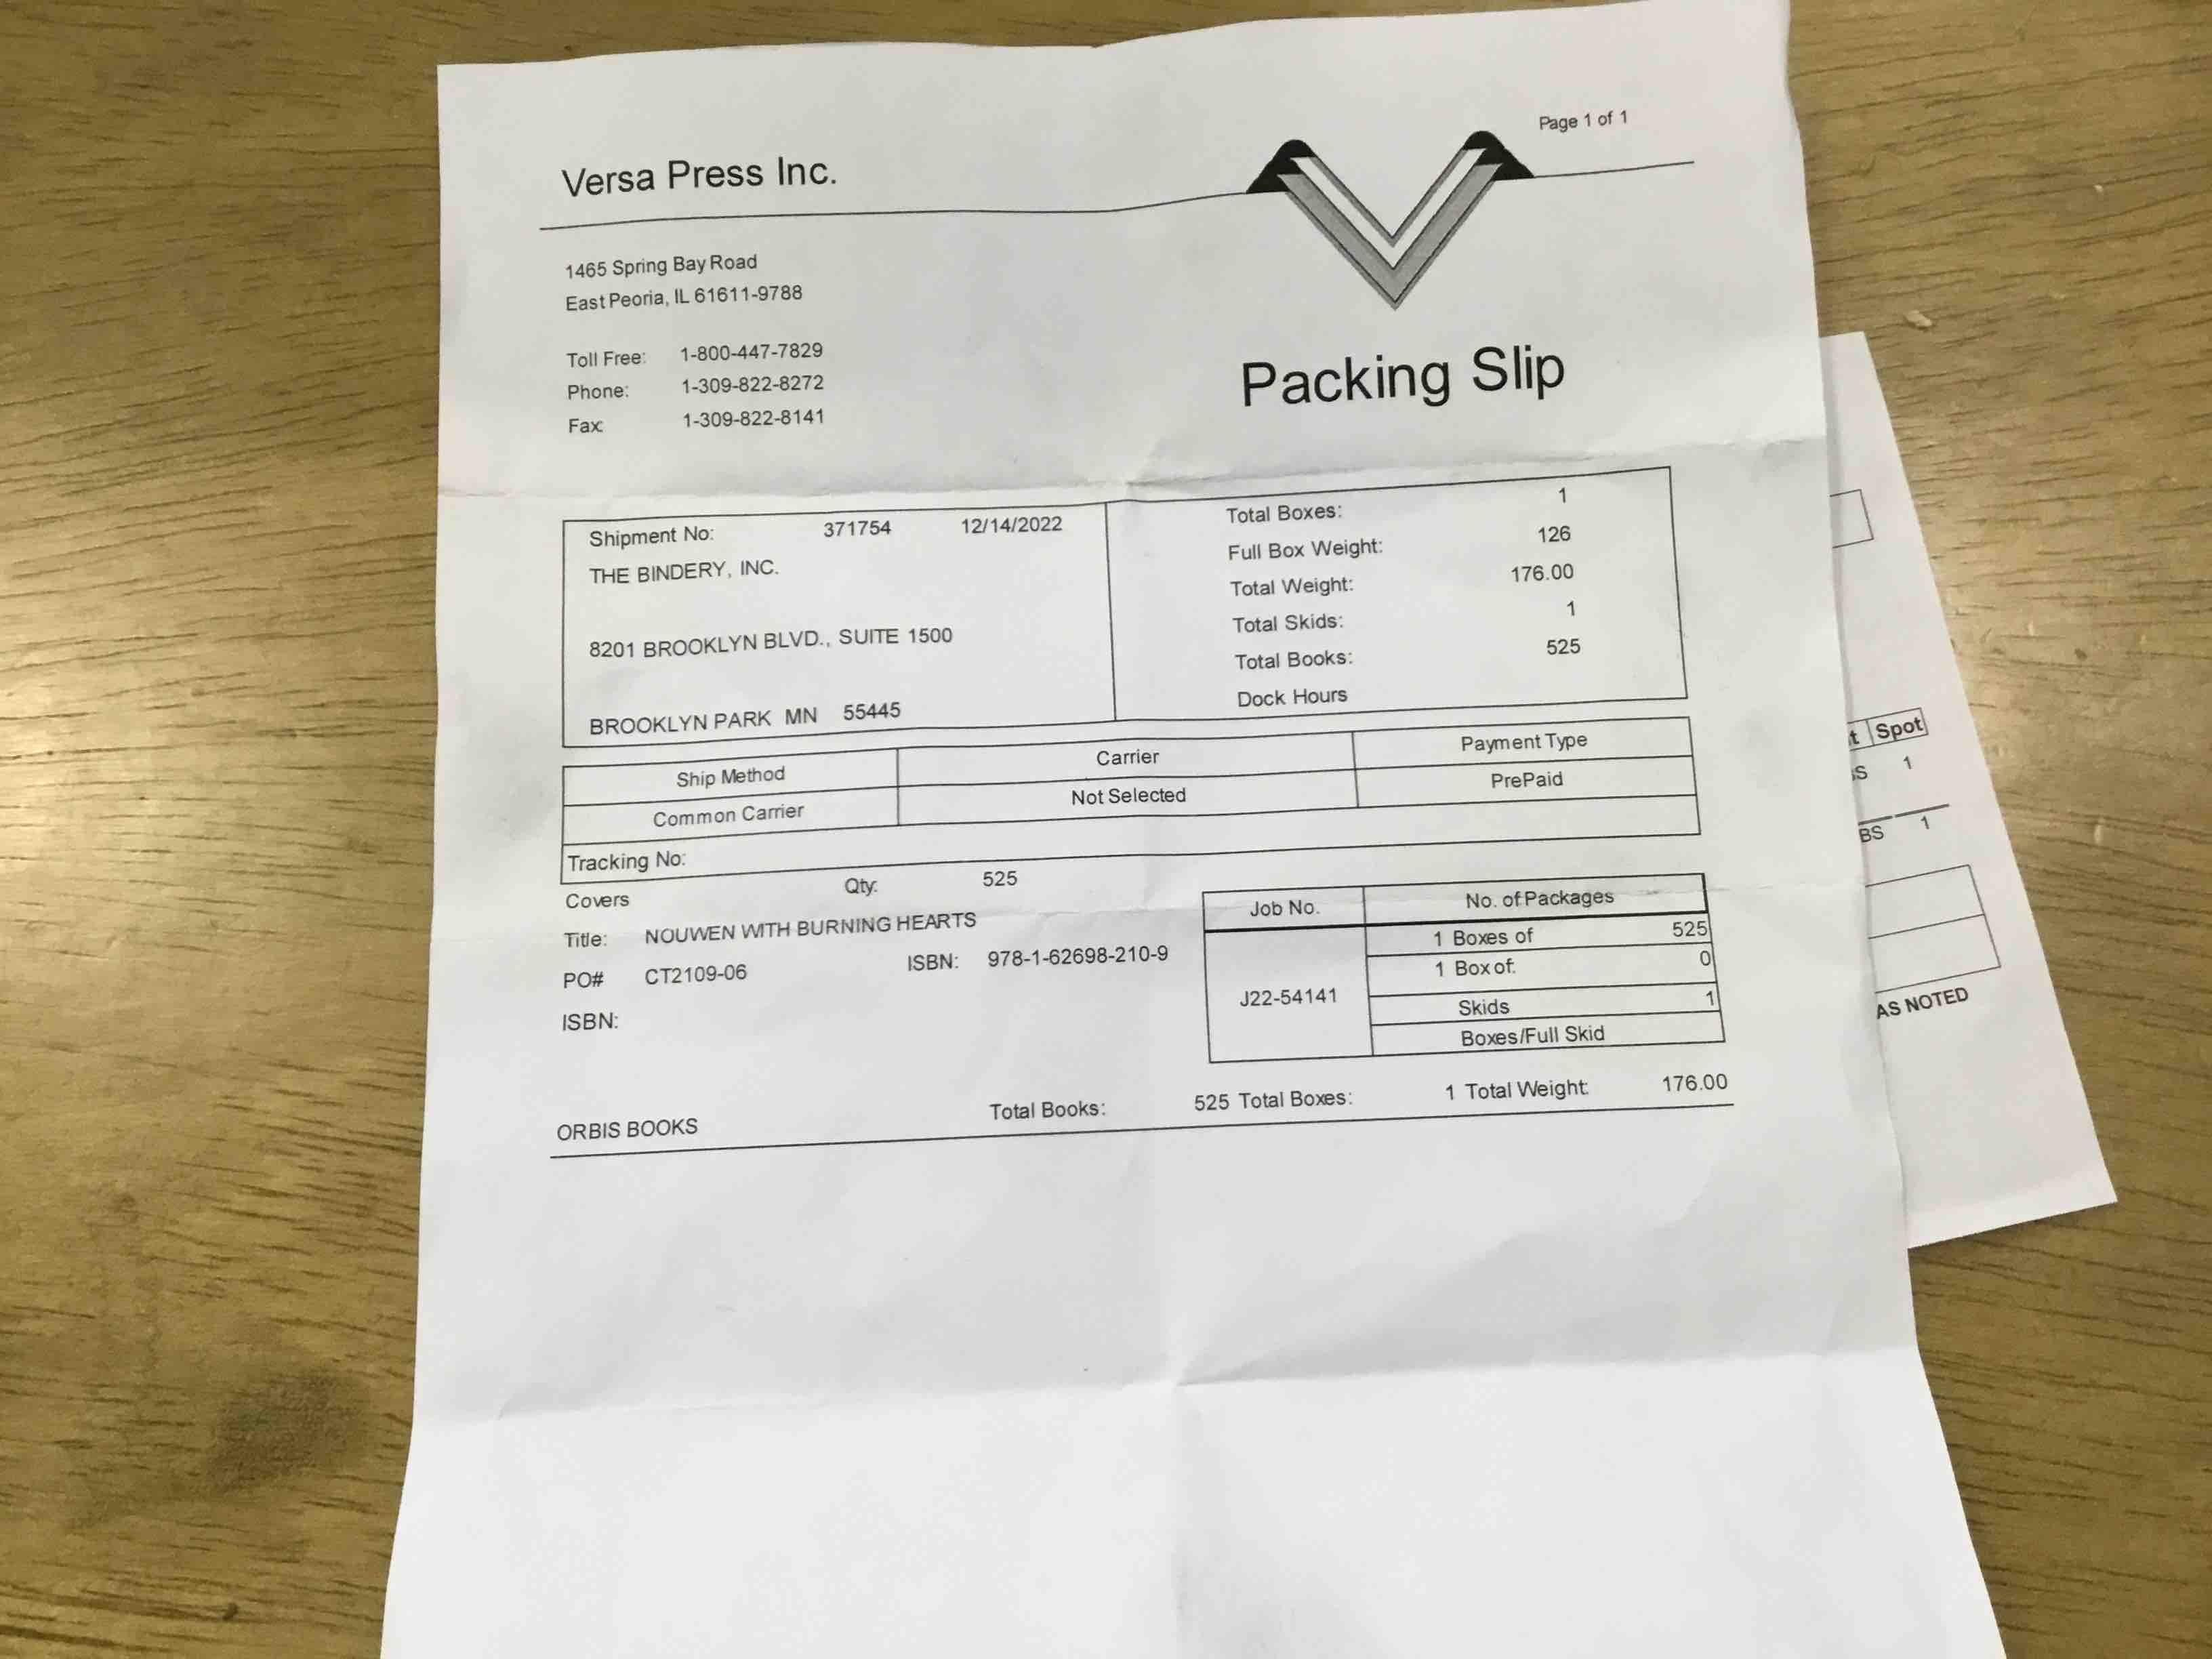 Page 1 of 1
Versa Press Inc.
1465 Spring Bay Road
East Peoria, IL 61611-9788
Toll Free: 1-800-447-7829
Phone: 1-309-822-8272
Fax: 1-309-822-8141
Packing Slip
Shipment No: 371754 12/14/2022
THE BINDERY, INC.
8201 BROOKLYN BLVD., SUITE 1500
BROOKLYN PARK MN 55445
Total Boxes: 1
Full Box Weight: 126
Total Weight: 176.00
Total Skids: 1
Total Books: 525
Dock Hours
Ship Method Carrier Payment Type
Common Carrier Not Selected PrePaid
Tracking No:
Covers Qty: 525
Title: NOUWEN WITH BURNING HEARTS
PO# CT2109-06 ISBN: 978-1-62698-210-9
ISBN:
Job No. No. of Packages
J22-54141
1 Boxes of 525
1 Box of: 0
Skids 1
Boxes/Full Skid
ORBIS BOOKS Total Books: 525 Total Boxes: 1 Total Weight: 176.00
Spot
1
BS 1
AS NOTED